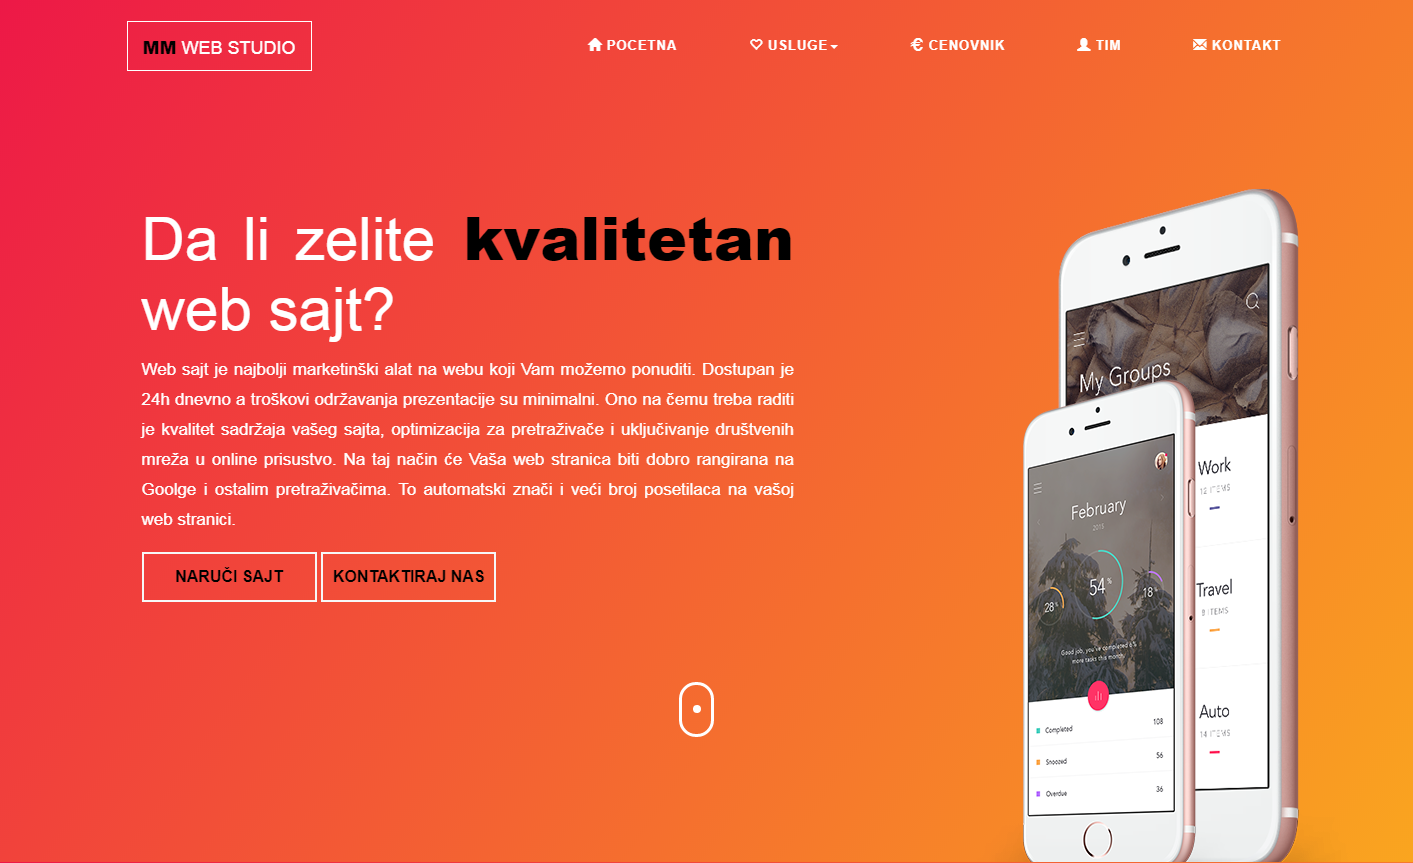 MM WEB STUDIO
POCETNA
USLUGE
CENOVNIK
TIM
KONTAKT
Da li zelite kvalitetan
web sajt?
Web sajt je najbolji marketinški alat na webu koji Vam možemo ponuditi. Dostupan je
24h dnevno a troškovi održavanja prezentacije su minimalni. Ono na čemu treba raditi
je kvalitet sadržaja vašeg sajta, optimizacija za pretraživače i uključivanje društvenih
mreža u online prisustvo. Na taj način će Vaša web stranica biti dobro rangirana na
Goolge i ostalim pretraživačima. To automatski znači i veći broj posetilaca na vašoj
web stranici.
NARUČI SAJT
KONTAKTIRAJ NAS
My Groups
Work
12 ITEMS
Travel
8 ITEMS
Auto
14 ITEMS
February
2015
28%
54%
18%
Good job, you've completed 6%
more tasks this month
Completed 108
Snoozed 56
Overdue 36